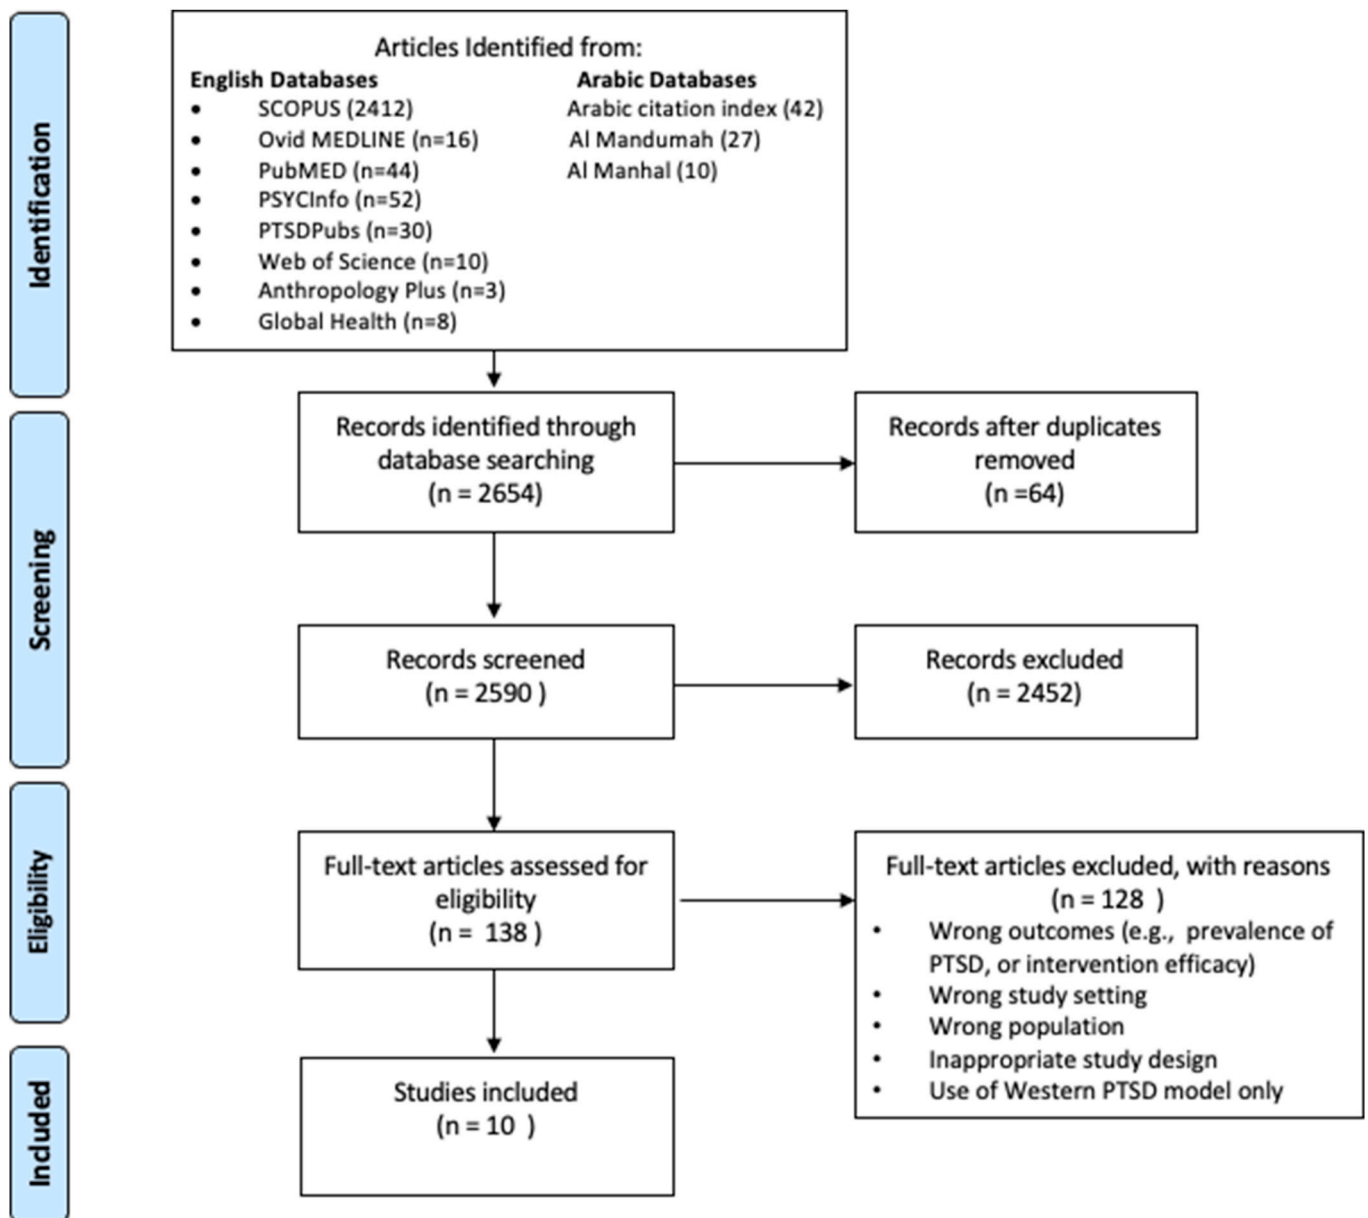 Identification
Articles Identified from:
English Databases
• SCOPUS (2412)
• Ovid MEDLINE (n=16)
• PubMED (n=44)
• PSYCInfo (n=52)
• PTSDPubs (n=30)
• Web of Science (n=10)
• Anthropology Plus (n=3)
• Global Health (n=8)
Arabic Databases
Arabic citation index (42)
Al Mandumah (27)
Al Manhal (10)
Screening
Records identified through
database searching
(n = 2654)
Records after duplicates
removed
(n =64)
Records screened
(n = 2590 )
Records excluded
(n = 2452)
Eligibility
Full-text articles assessed for
eligibility
(n =  138 )
Full-text articles excluded, with reasons
(n = 128  )
• Wrong outcomes (e.g.,  prevalence of
PTSD, or intervention efficacy)
• Wrong study setting
• Wrong population
• Inappropriate study design
• Use of Western PTSD model only
Included
Studies included
(n = 10  )